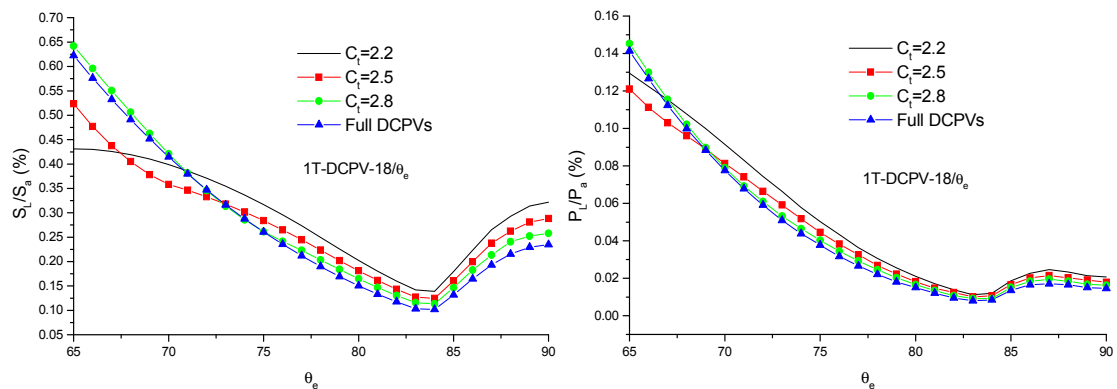 0.70
0.65
0.60
0.55
0.50
0.45
0.40
0.35
0.30
0.25
0.20
0.15
0.10
0.05
S_L/S_a (%)
C_t=2.2
C_t=2.5
C_t=2.8
Full DCPVs
1T-DCPV-18/θ_e
65 70 75 80 85 90
θ_e
0.16
0.14
0.12
0.10
0.08
0.06
0.04
0.02
0.00
P_L/P_a (%)
C_t=2.2
C_t=2.5
C_t=2.8
Full DCPVs
1T-DCPV-18/θ_e
65 70 75 80 85 90
θ_e